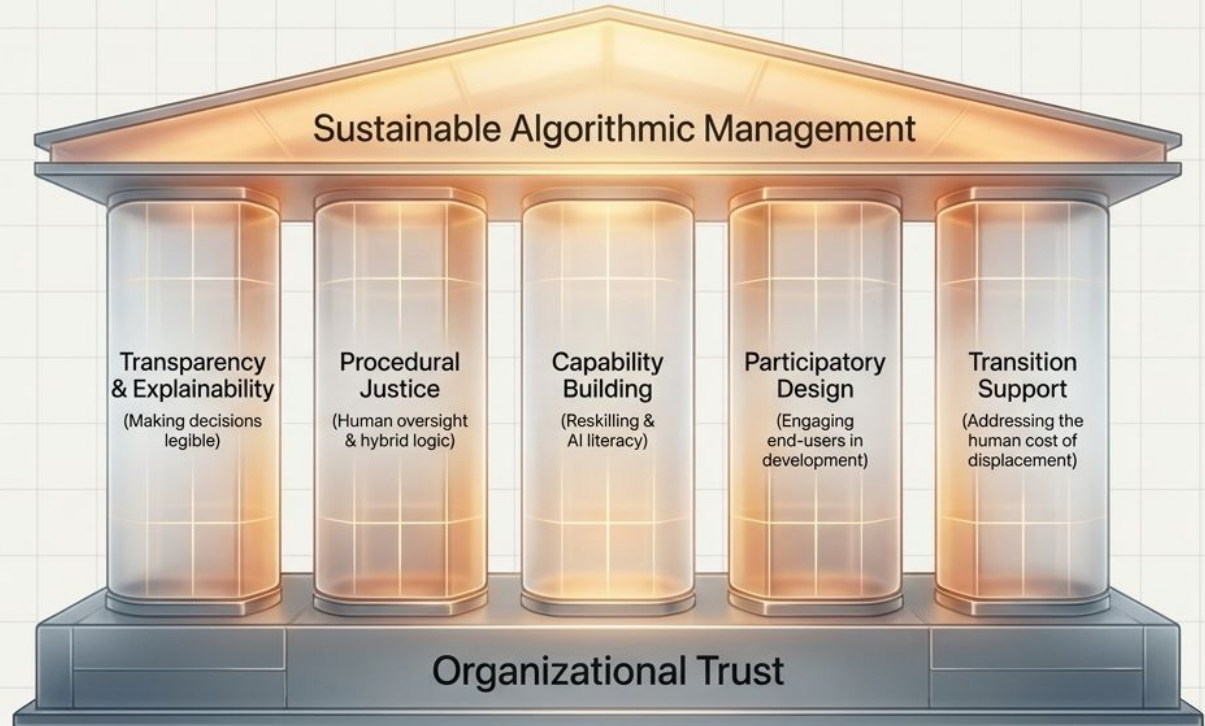 Sustainable Algorithmic Management
Transparency
& Explainability
(Making decisions
legible)
Procedural
Justice
(Human oversight
& hybrid logic)
Capability
Building
(Reskilling &
AI literacy)
Participatory
Design
(Engaging
end-users in
development)
Transition
Support
(Addressing the
human cost of
displacement)
Organizational Trust